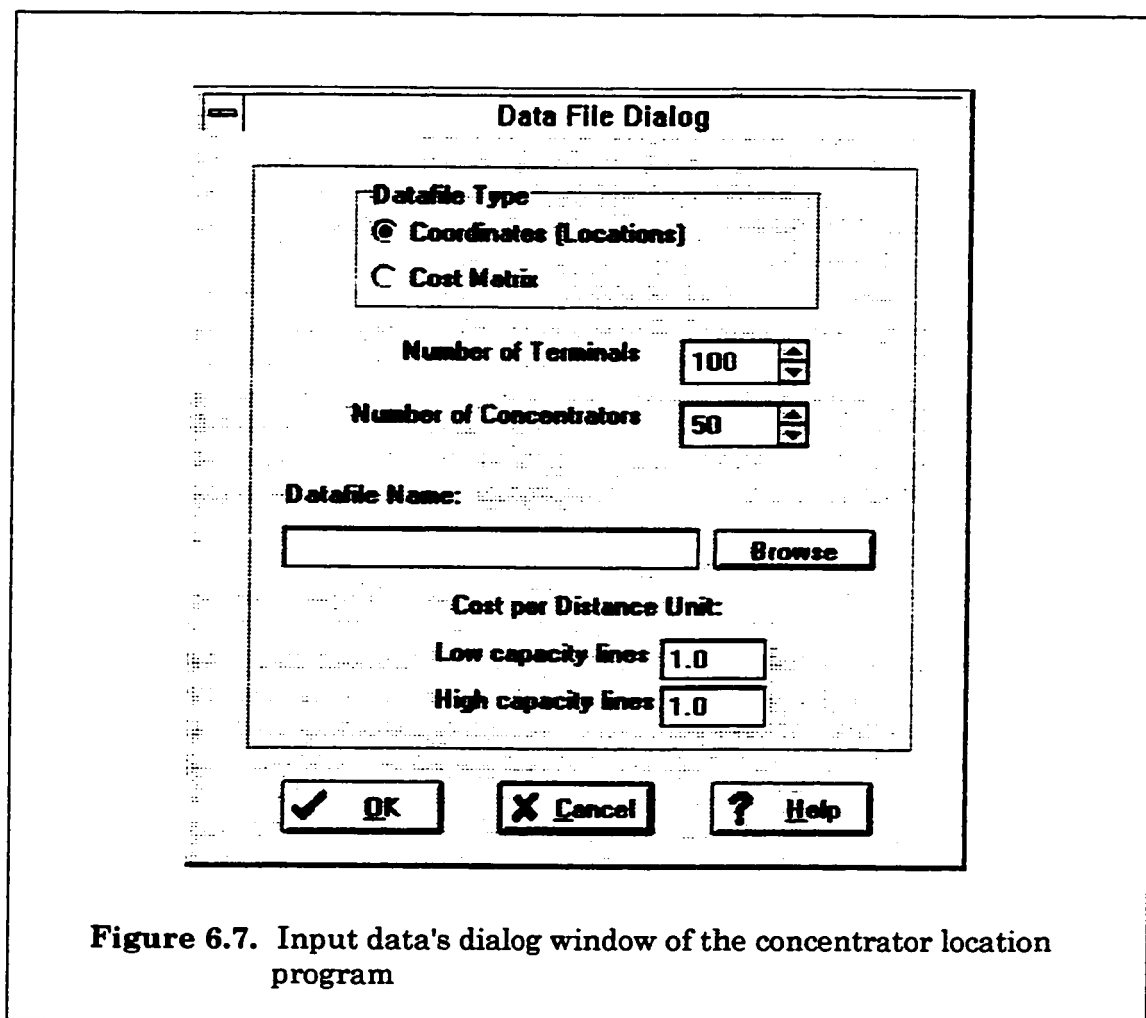 Data File Dialog
Datafile Type
Coordinates (Locations)
Cost Matrix
Number of Terminals 100
Number of Concentrators 50
Datafile Name:
Browse
Cost per Distance Unit:
Low capacity lines 1.0
High capacity lines 1.0
OK Cancel ? Help
Figure 6.7. Input data's dialog window of the concentrator location
program